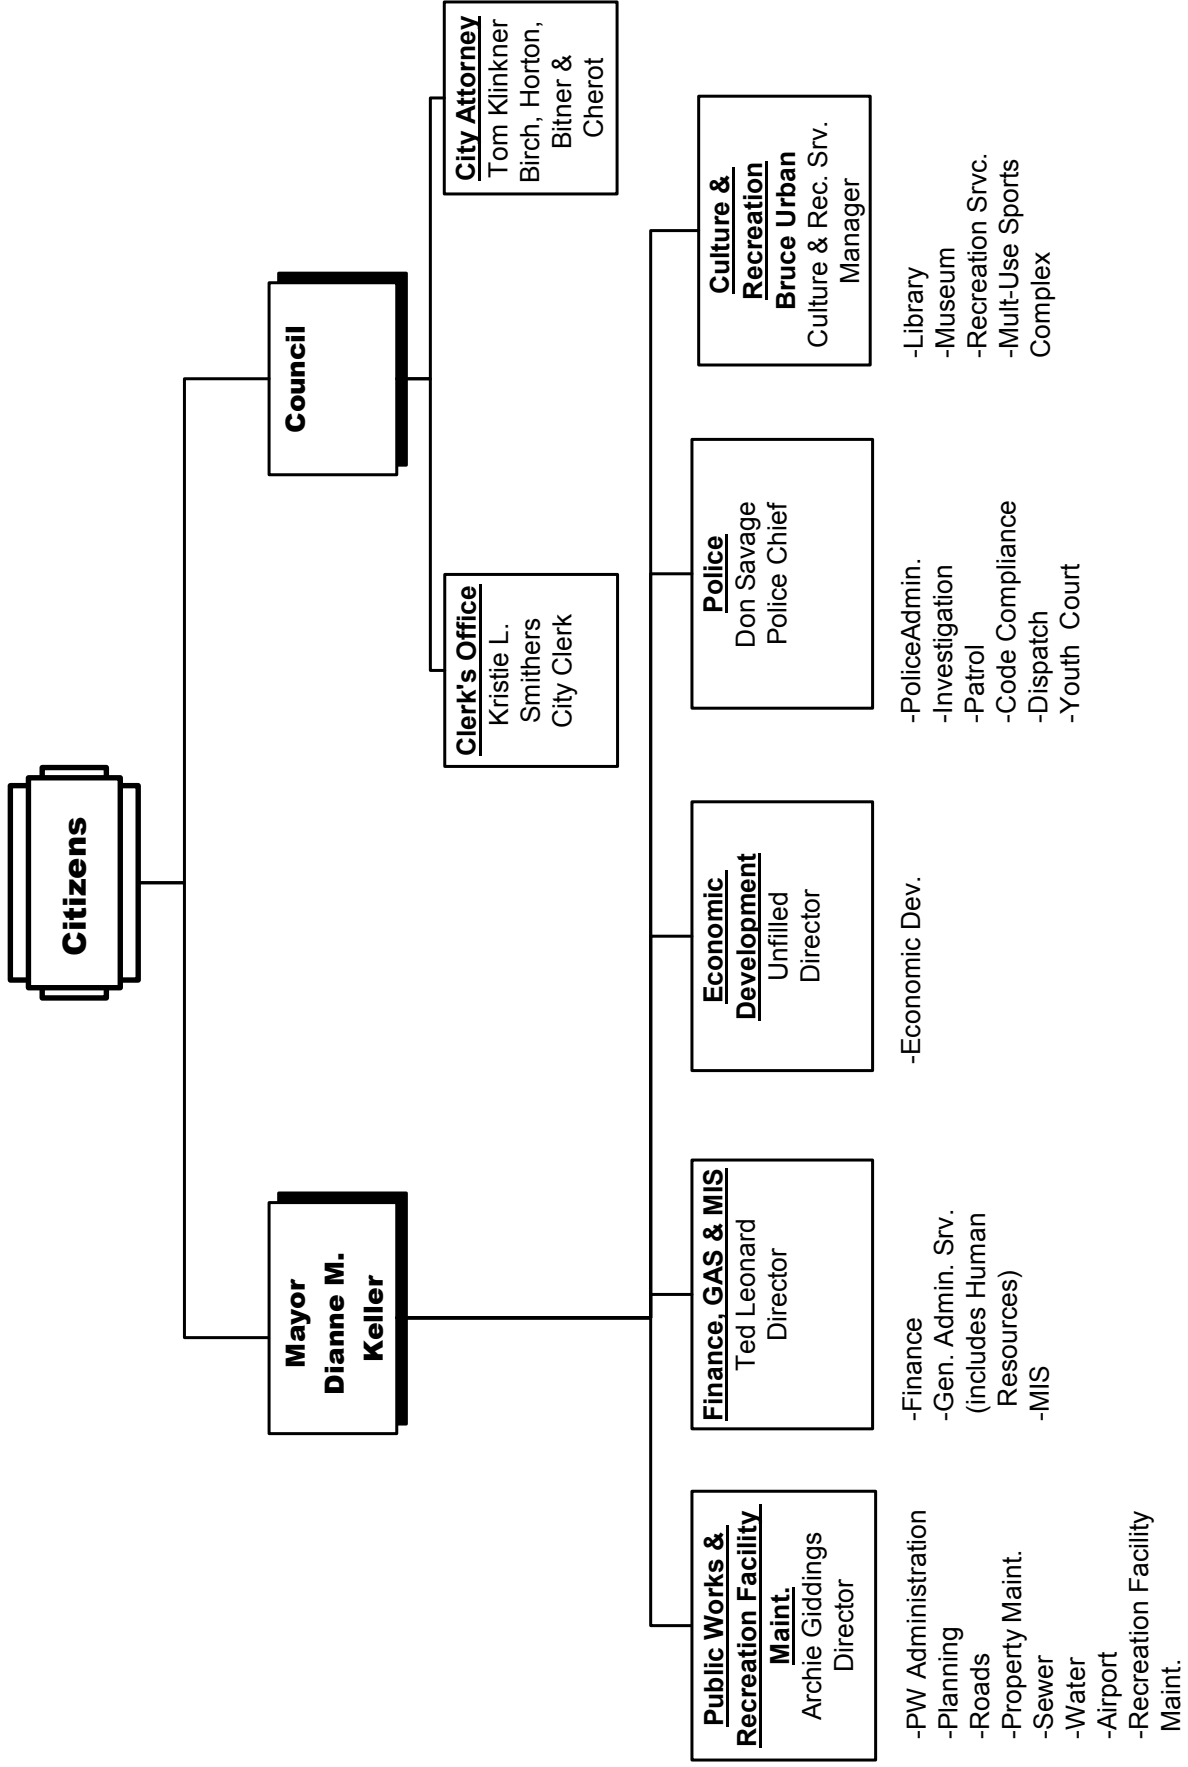 Citizens
Mayor
Dianne M.
Keller
Council
Clerk's Office
Kristie L.
Smithers
City Clerk
City Attorney
Tom Klinkner
Birch, Horton,
Bitner &
Cherot
Public Works &
Recreation Facility
Maint.
Archie Giddings
Director
-PW Administration
-Planning
-Roads
-Property Maint.
-Sewer
-Water
-Airport
-Recreation Facility
Maint.
Finance, GAS & MIS
Ted Leonard
Director
-Finance
-Gen. Admin. Srv.
(includes Human
Resources)
-MIS
Economic
Development
Unfilled
Director
-Economic Dev.
Police
Don Savage
Police Chief
-PoliceAdmin.
-Investigation
-Patrol
-Code Compliance
-Dispatch
-Youth Court
Culture &
Recreation
Bruce Urban
Culture & Rec. Srv.
Manager
-Library
-Museum
-Recreation Srvc.
-Mult-Use Sports
Complex